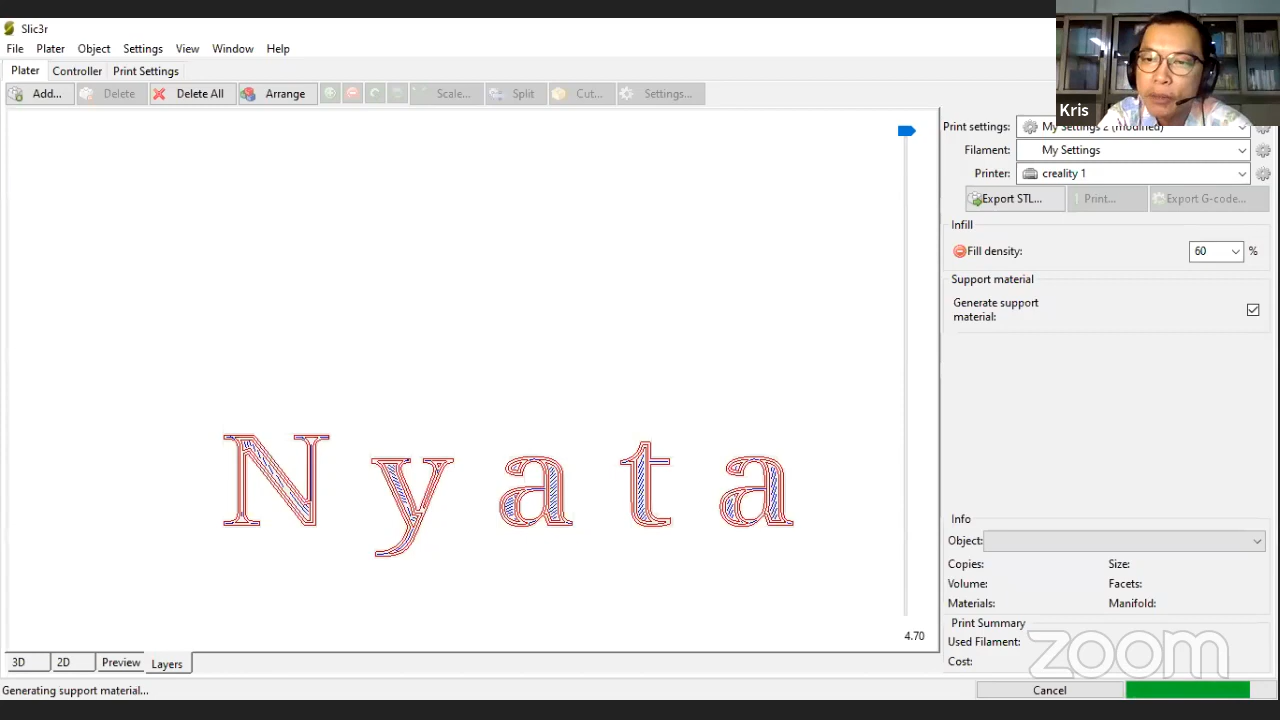 Slic3r
File Plater Object Settings View Window Help
Plater Controller Print Settings
Add... Delete Delete All Arrange Scale... Split Cut... Settings...
Kris
Print settings: My Settings 2 (modified)
Filament: My Settings
Printer: creality 1
Export STL... Print... Export G-code...
Infill
Fill density: 60 %
Support material
Generate support
material:
Nyata
Info
Object:
Copies: Size:
Volume: Facets:
Materials: Manifold:
Print Summary
Used Filament:
Cost:
4.70
zoom
3D 2D Preview Layers
Generating support material... Cancel